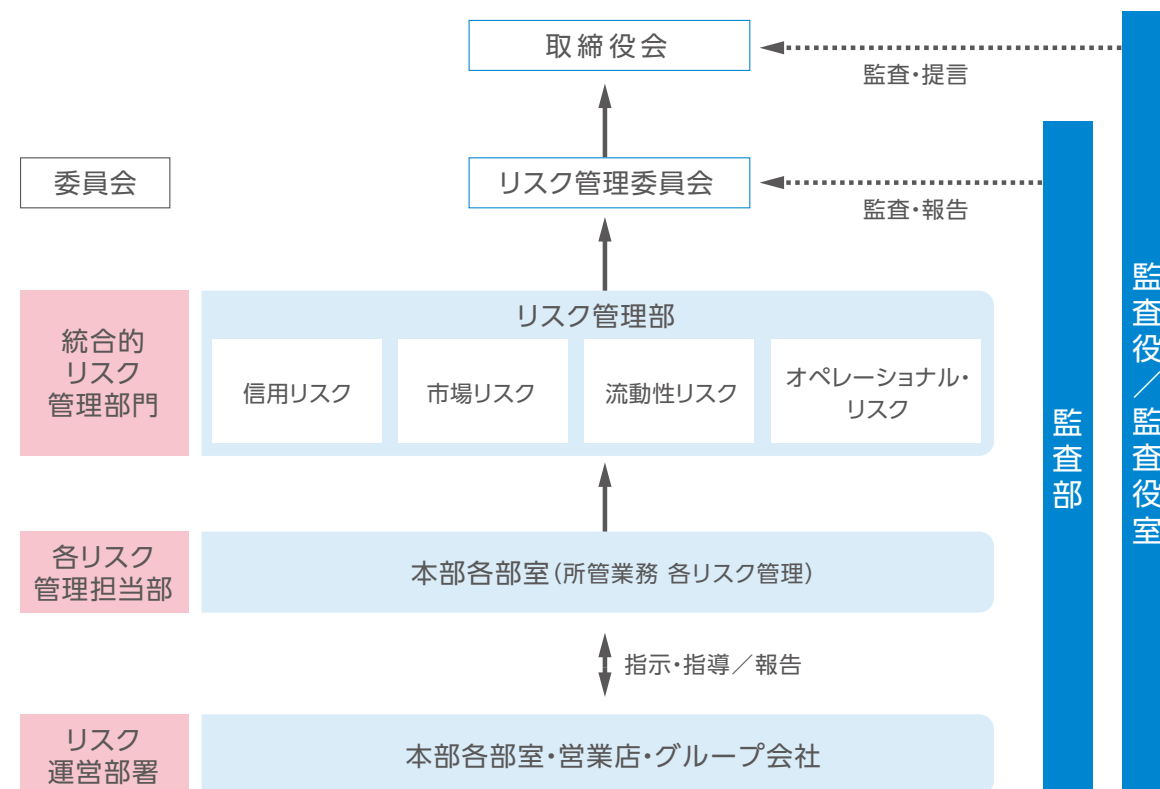 取締役会
監査・提言
委員会
リスク管理委員会
監査・報告
統合的
リスク
管理部門
リスク管理部
信用リスク
市場リスク
流動性リスク
オペレーショナル・
リスク
各リスク
管理担当部
本部各部室（所管業務 各リスク管理）
指示・指導／報告
リスク
運営部署
本部各部室・営業店・グループ会社
監査部
監査役／監査役室